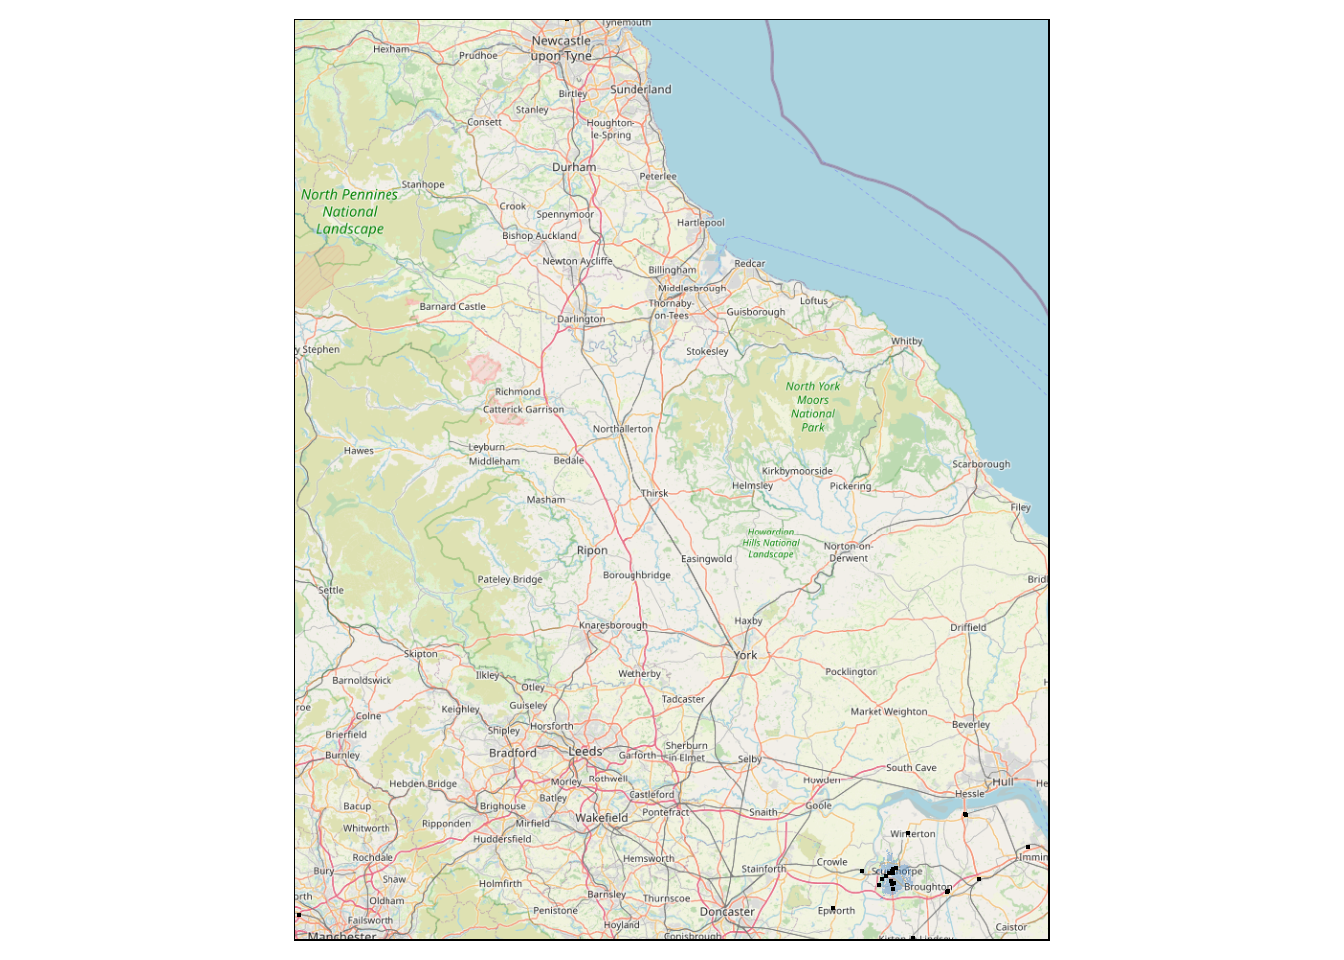 Tynemouth
Newcastle
upon Tyne
Hexham
Prudhoe
Sunderland
Birtley
Stanley
Consett
Houghton-
le-Spring
Durham
Peterlee
Stanhope
North Pennines
National
Landscape
Crook
Spennymoor
Hartlepool
Bishop Auckland
Newton Aycliffe
Billingham
Redcar
Middlesbrough
Barnard Castle
Thornaby-
on-Tees
Loftus
Guisborough
Darlington
Whitby
y Stephen
Stokesley
North York
Moors
National
Park
Richmond
Catterick Garrison
Northallerton
Leyburn
Hawes
Middleham
Bedale
Scarborough
Kirkbymoorside
Helmsley
Pickering
Thirsk
Masham
Filey
Howardian
Hills National
Landscape
Norton-on-
Derwent
Ripon
Easingwold
Boroughbridge
Pateley Bridge
Bridl
Settle
Knaresborough
Haxby
Driffield
Skipton
York
Ilkley
Wetherby
Pocklington
Barnoldswick
Otley
Guiseley
Tadcaster
roe
Colne
Keighley
Market Weighton
Beverley
Brierfield
Shipley
Horsforth
Burnley
Bradford
Leeds
Garforth
Sherburn
in Elmet
Selby
South Cave
Hebden Bridge
Morley
Rothwell
Howden
Hull
He
Batley
Castleford
Hessle
Bacup
Brighouse
Pontefract
Snaith
Goole
Whitworth
Ripponden
Mirfield
Wakefield
Winterton
Huddersfield
Rochdale
Hemsworth
Crowle
Immin
Bury
Shaw
Stainforth
Scunthorpe
Broughton
Holmfirth
Barnsley
Thurnscoe
orth
Oldham
Penistone
Doncaster
Epworth
Failsworth
Hoyland
Caistor
Manchester
Conisbrough
Kirton in Lindsey